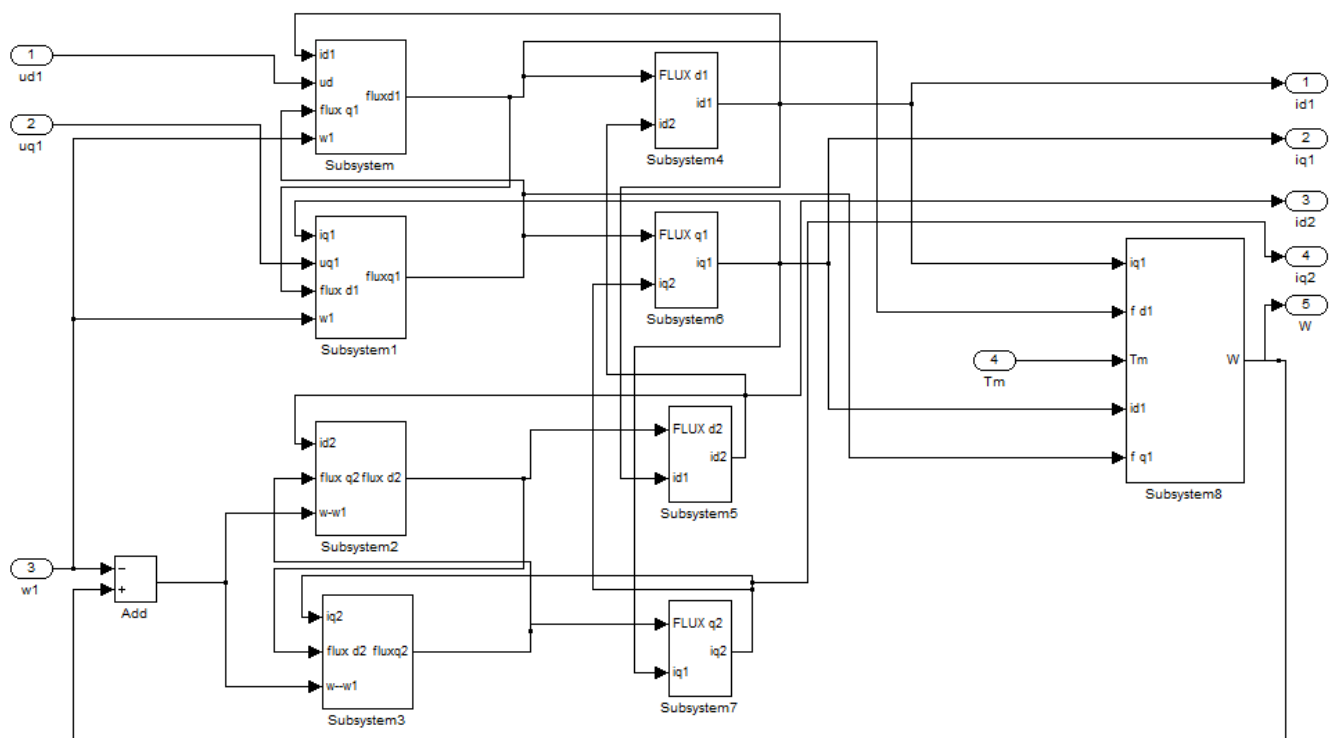 1
ud1
2
uq1
3
w1
−
+
Add
id1
ud
flux q1
w1
fluxd1
Subsystem
iq1
uq1
flux d1
w1
fluxq1
Subsystem1
id2
flux q2
flux d2
w-w1
Subsystem2
iq2
flux d2
fluxq2
w--w1
Subsystem3
FLUX d1
id1
id2
Subsystem4
FLUX q1
iq1
iq2
Subsystem6
FLUX d2
id2
id1
Subsystem5
FLUX q2
iq2
iq1
Subsystem7
4
Tm
iq1
f d1
Tm
W
id1
f q1
Subsystem8
1
id1
2
iq1
3
id2
4
iq2
5
W